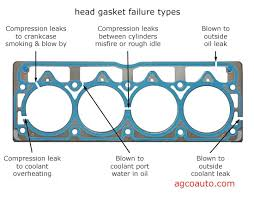 head gasket failure types
Compression leaks
to crankcase
smoking & blow by
Compression leaks
between cylinders
misfire or rough idle
Blown to
outside
oil leak
Compression leak
to coolant
overheating
Blown to
coolant port
water in oil
Blown to
outside
coolant leak
agcoauto.com